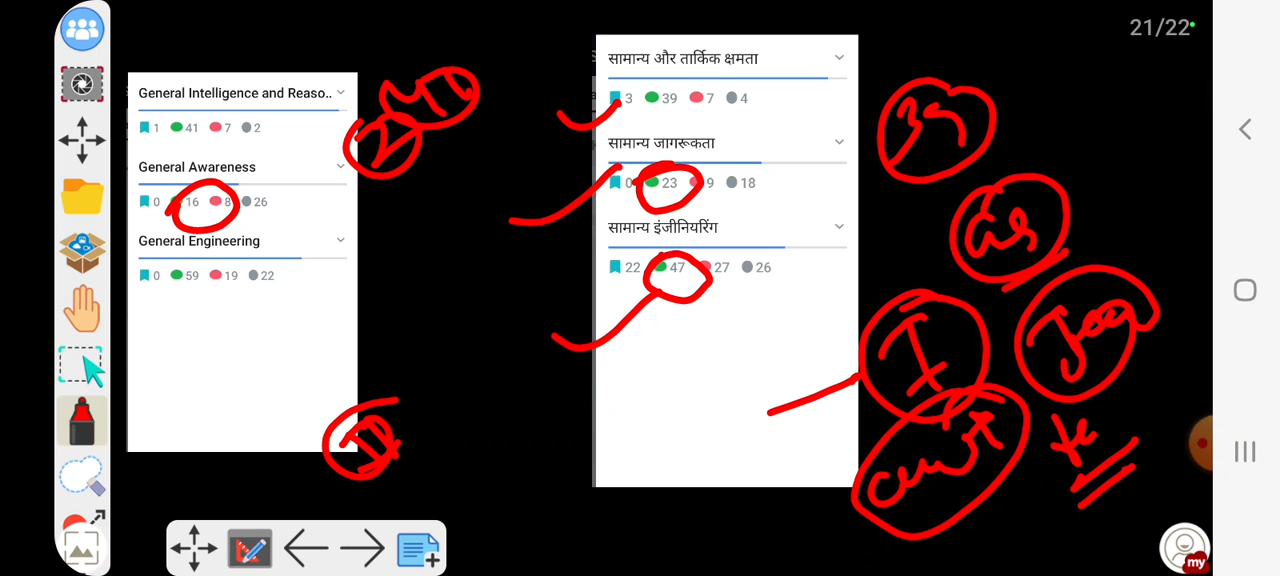 21/22
General Intelligence and Reaso..
1 41 7 2
General Awareness
0 16 8 26
General Engineering
0 59 19 22
सामान्य और तार्किक क्षमता
3 39 7 4
सामान्य जागरूकता
0 23 9 18
सामान्य इंजीनियरिंग
22 47 27 26
I
my